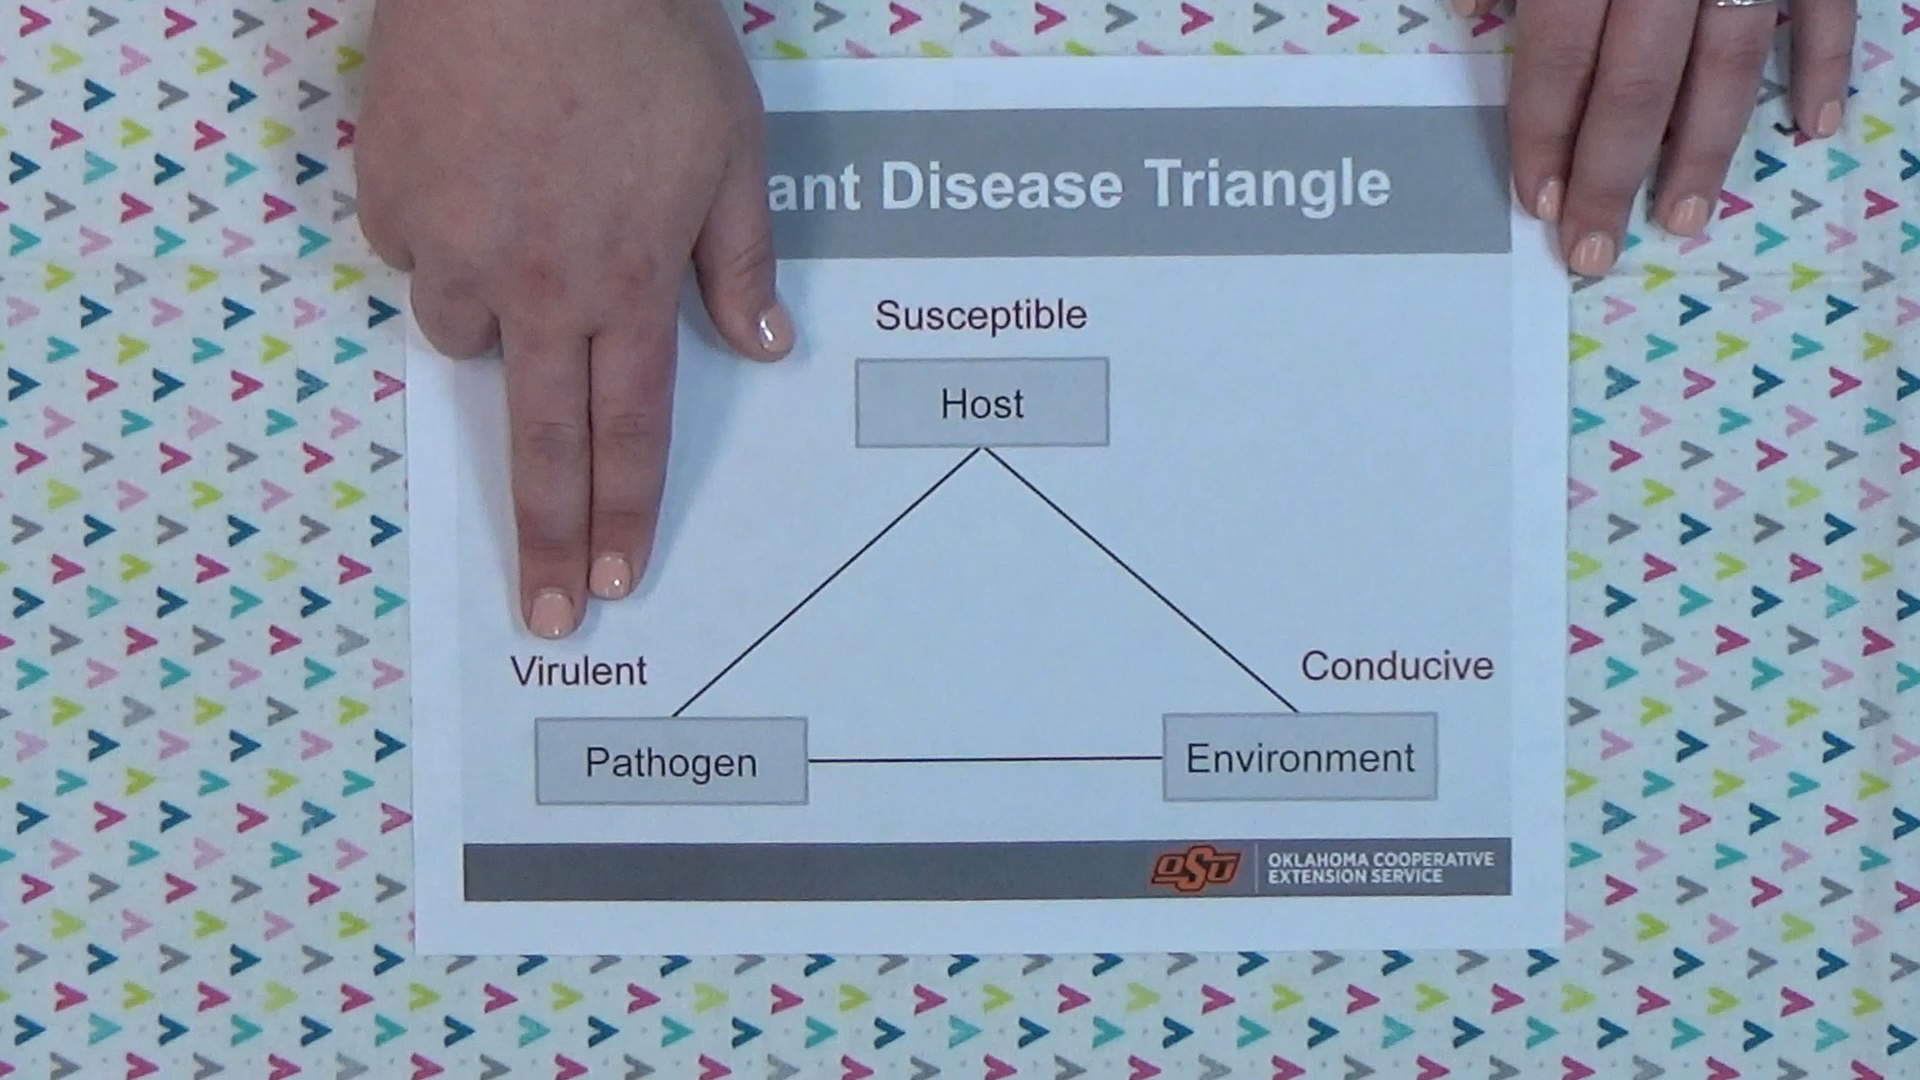 ant Disease Triangle
Susceptible
Host
Virulent
Conducive
Pathogen
Environment
OSU
OKLAHOMA COOPERATIVE
EXTENSION SERVICE